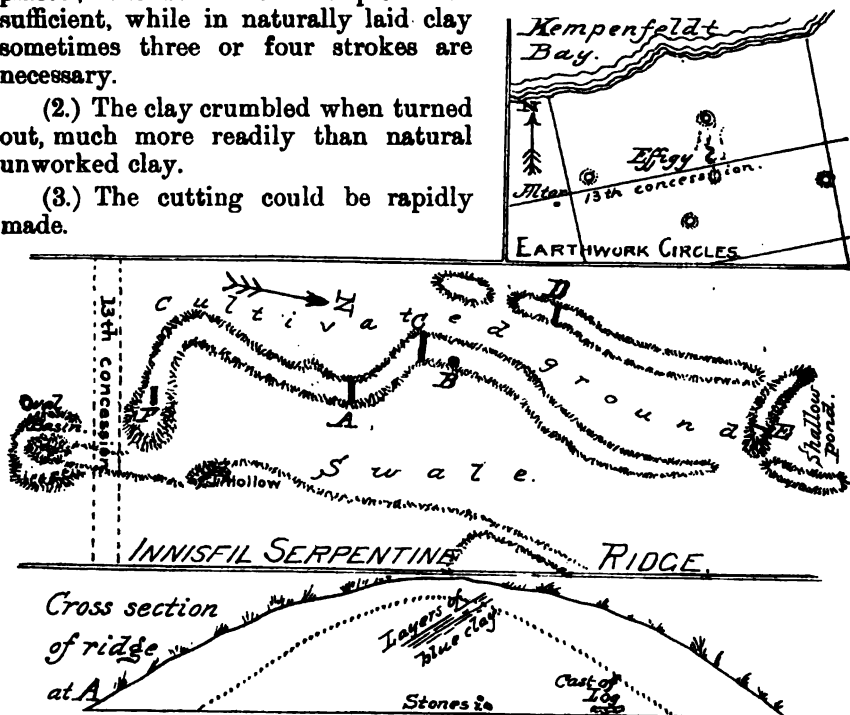 sufficient, while in naturally laid clay
sometimes three or four strokes are
necessary.
(2.) The clay crumbled when turned
out, much more readily than natural
unworked clay.
(3.) The cutting could be rapidly
made.
Kempenfeldt
Bay.
N
Effigy
Altar
13th concession.
EARTHWORK CIRCLES
13th concession
N
Cultivated ground
D
C
B
A.
F
E
Oval
Basin
Shallow
pond.
Hollow
Swale.
INNISFIL SERPENTINE RIDGE.
Cross section
of ridge
at A
Layers of
blue clay.
Stones in
Cast of
Log